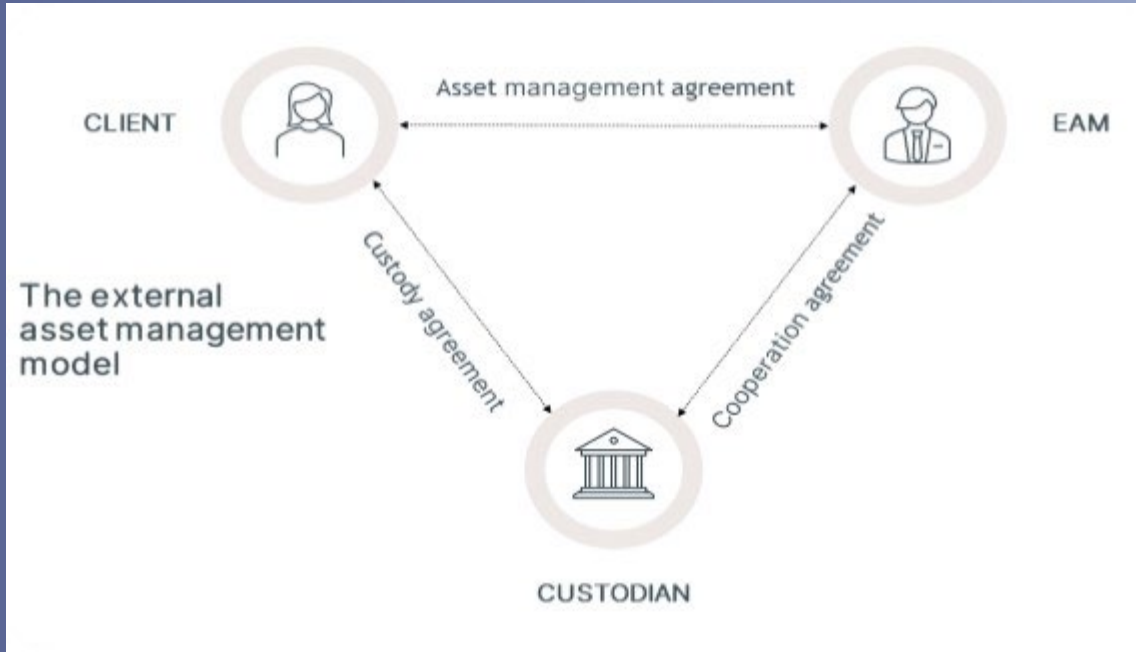 Asset management agreement
CLIENT
EAM
Custody agreement
Cooperation agreement
The external
asset management
model
CUSTODIAN